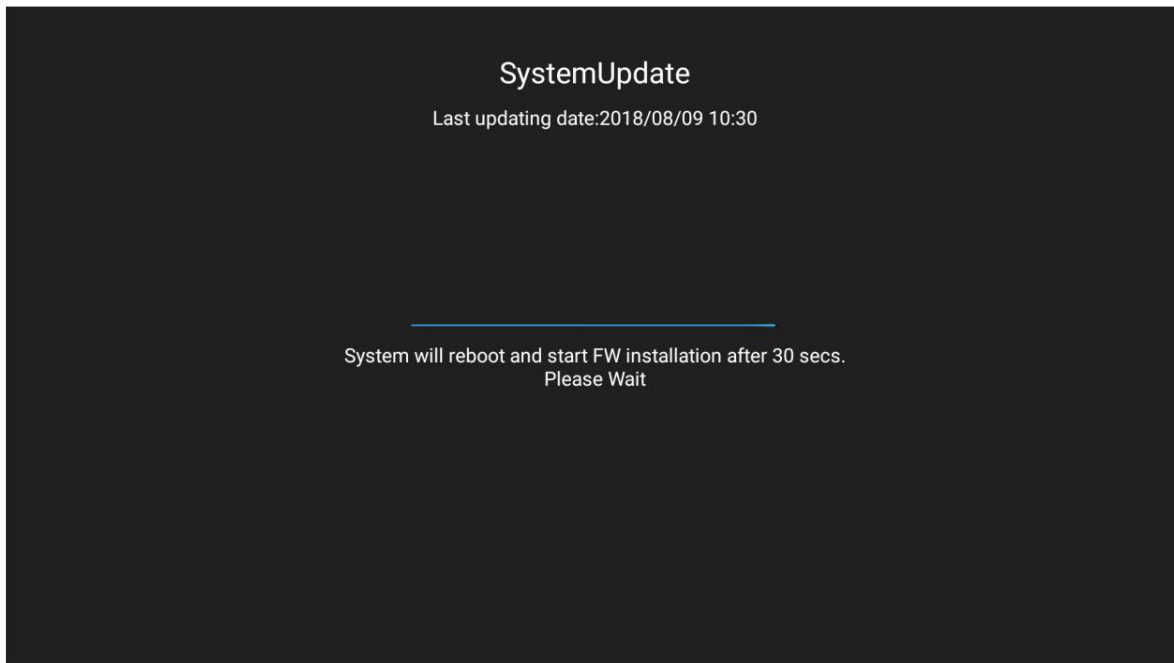 SystemUpdate
Last updating date:2018/08/09 10:30
System will reboot and start FW installation after 30 secs.
Please Wait